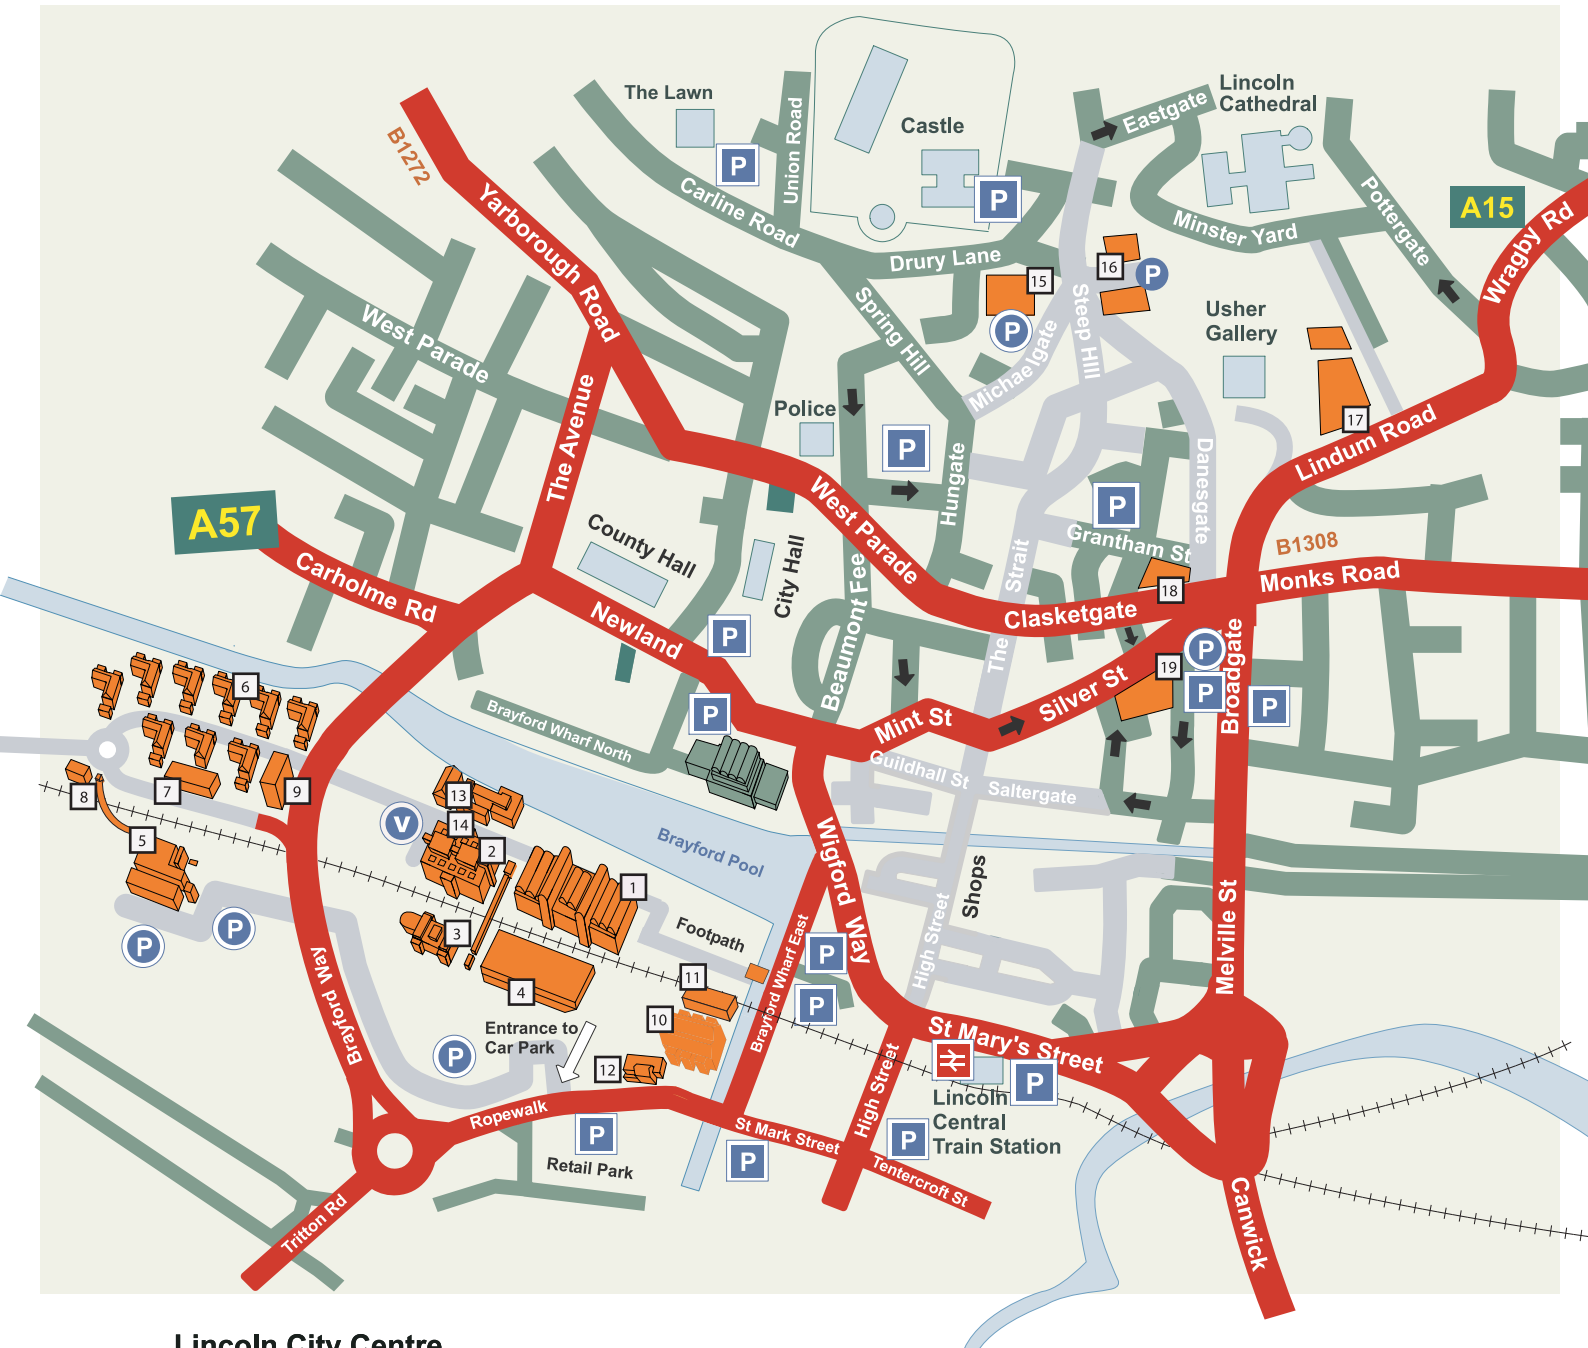 The Lawn
P
Union Road
Castle
P
Eastgate
Lincoln
Cathedral
B1272
Yarborough Road
Carline Road
Drury Lane
Minster Yard
Pottergate
A15
Wragby Rd
15
P
16
P
Steep Hill
Spring Hill
Michaelgate
Usher
Gallery
West Parade
The Avenue
Police
P
Hungate
17
Lindum Road
Danesgate
P
Grantham St
A57
Carholme Rd
County Hall
City Hall
West Parade
The Strait
B1308
Monks Road
18
Clasketgate
Newland
P
Beaumont Fee
P
19
P
P
Broadgate
Silver St
Mint St
P
Brayford Wharf North
Guildhall St
Saltergate
6
7
8
9
5
13
14
V
2
1
3
4
Brayford Pool
Wigford Way
Shops
High Street
Melville St
P
P
Footpath
11
10
12
Brayford Wharf East
P
P
Brayford Way
Entrance to
Car Park
P
St Mary's Street
P
Lincoln
Central
Train Station
High Street
P
Ropewalk
P
Retail Park
St Mark Street
P
Tentercroft St
Tritton Rd
Canwick
Lincoln City Centre